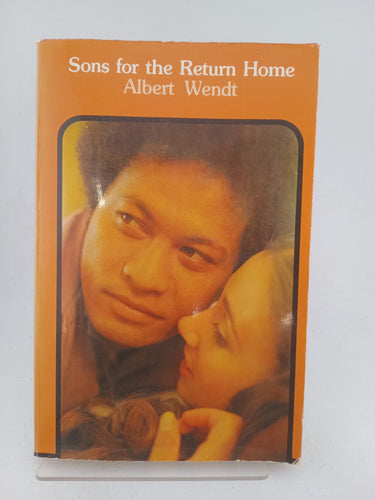 Sons for the Return Home
Albert Wendt